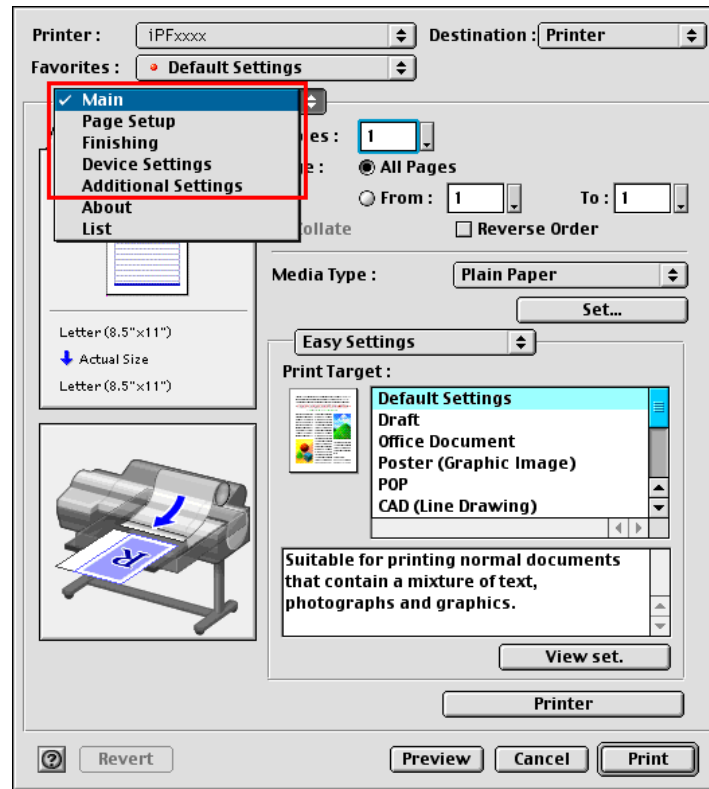 Printer : iPFxxxx Destination : Printer
Favorites : Default Settings
Main
Page Setup
Finishing
Device Settings
Additional Settings
About
List
es : 1
e : All Pages
From : 1 To : 1
ollate Reverse Order
Media Type : Plain Paper
Set...
Letter (8.5"x11")
Actual Size
Letter (8.5"x11")
Easy Settings
Print Target :
Default Settings
Draft
Office Document
Poster (Graphic Image)
POP
CAD (Line Drawing)
R
Suitable for printing normal documents
that contain a mixture of text,
photographs and graphics.
View set.
Printer
? Revert Preview Cancel Print